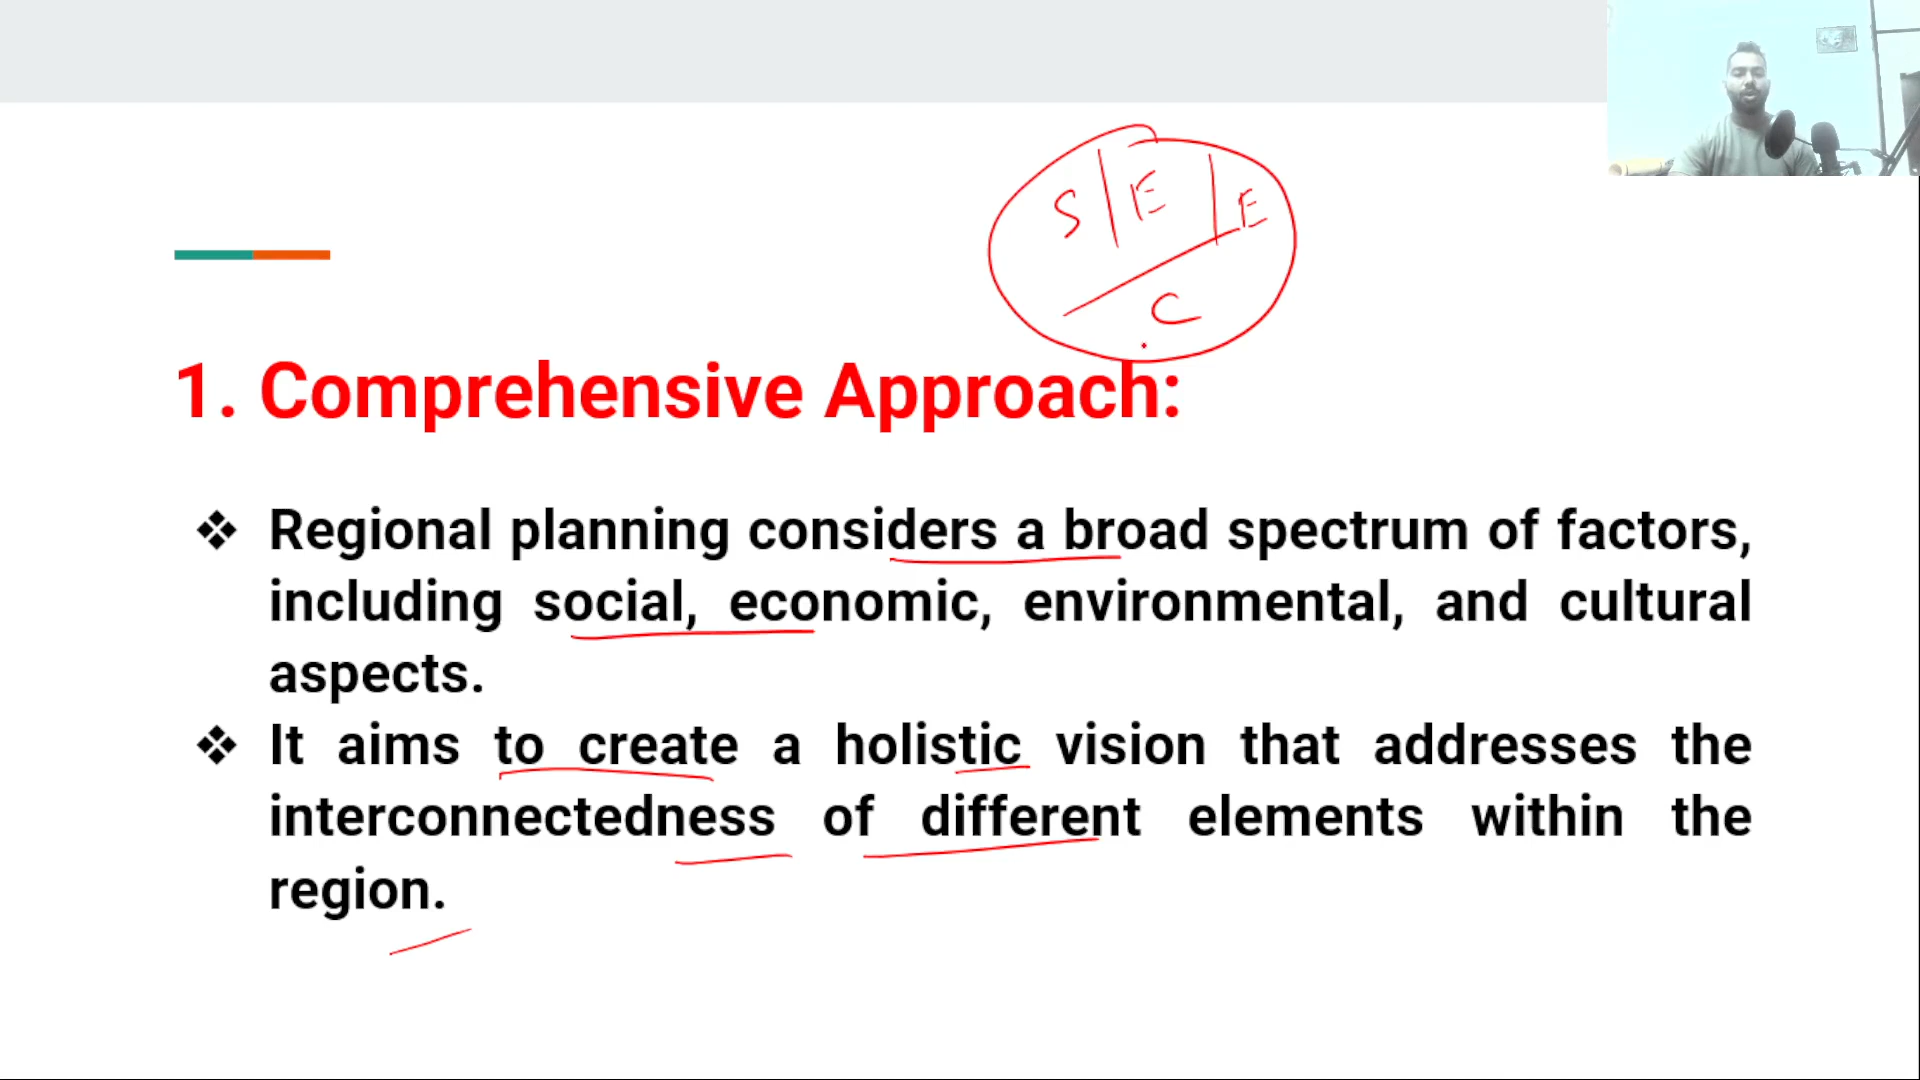 S | E | E
C
1. Comprehensive Approach:
❖ Regional planning considers a broad spectrum of factors,
including social, economic, environmental, and cultural
aspects.
❖ It aims to create a holistic vision that addresses the
interconnectedness of different elements within the
region.